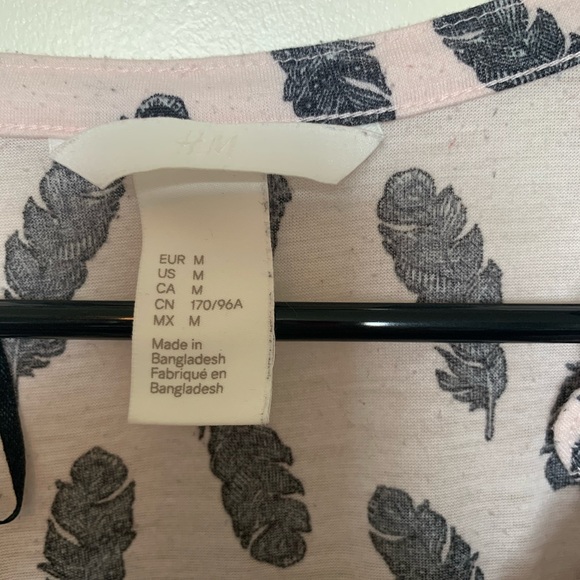 H&M
EUR M
US M
CA M
CN 170/96A
MX M
Made in
Bangladesh
Fabriqué en
Bangladesh